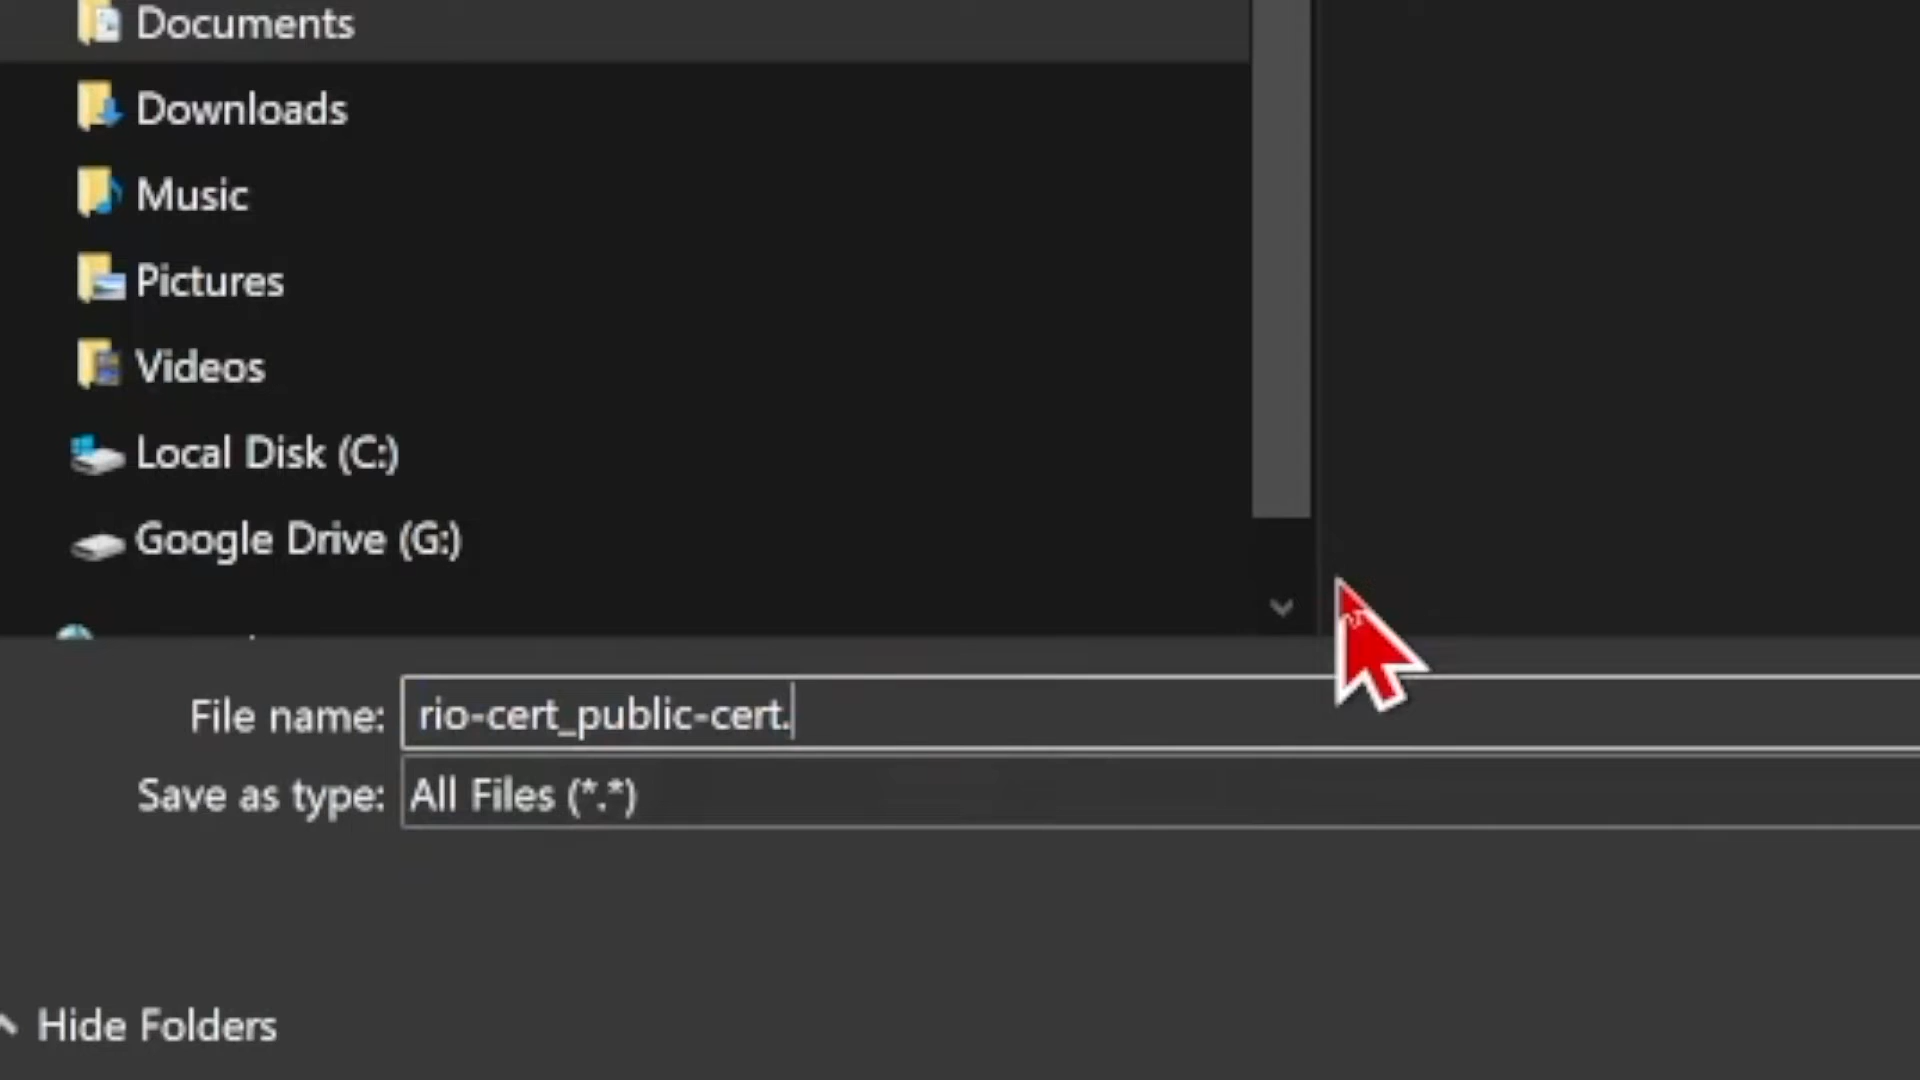 Documents
Downloads
Music
Pictures
Videos
Local Disk (C:)
Google Drive (G:)
File name: rio-cert_public-cert.
Save as type: All Files (*.*)
Hide Folders